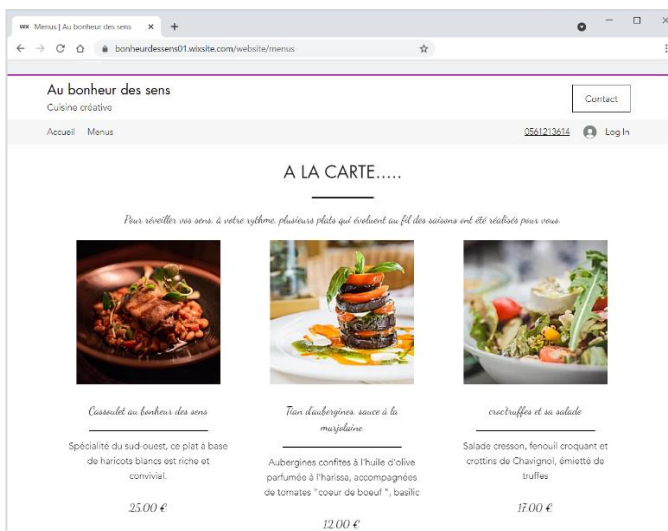 WIX Menus | Au bonheur des sens
bonheurdessens01.wixsite.com/website/menus
Au bonheur des sens
Cuisine créative
Contact
Accueil Menus
0561213614 Log In
A LA CARTE.....
Pour réveiller vos sens, à votre rythme, plusieurs plats qui évoluent au fil des saisons ont été réalisés pour vous.
Cassoulet au bonheur des sens
Spécialité du sud-ouest, ce plat à base
de haricots blancs est riche et
convivial.
25.00 €
Tian d'aubergines, sauce à la
marjolaine.
Aubergines confites à l'huile d'olive
parfumée à l'harissa, accompagnées
de tomates "coeur de boeuf ", basilic
12.00 €
croc'truffes et sa salade
Salade cresson, fenouil croquant et
crottins de Chavignol, émietté de
truffes
17.00 €